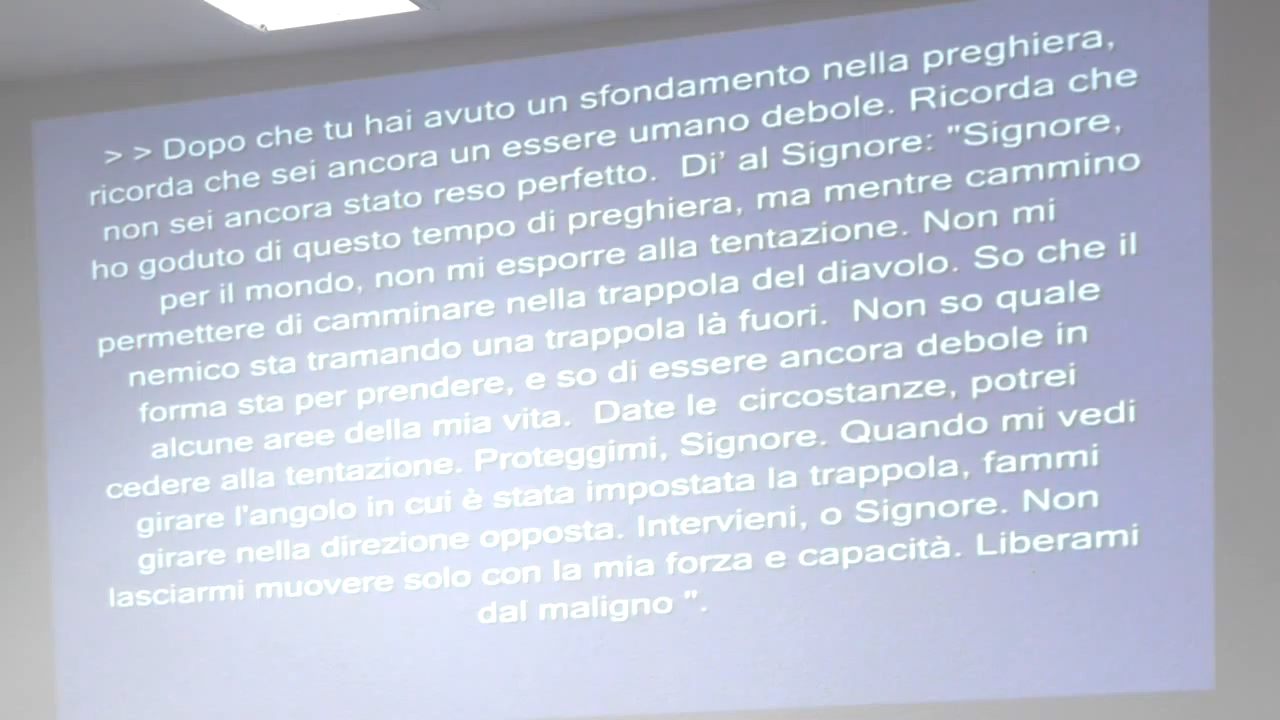 > > Dopo che tu hai avuto un sfondamento nella preghiera,
ricorda che sei ancora un essere umano debole. Ricorda che
non sei ancora stato reso perfetto. Di’ al Signore: "Signore,
ho goduto di questo tempo di preghiera, ma mentre cammino
per il mondo, non mi esporre alla tentazione. Non mi
permettere di camminare nella trappola del diavolo. So che il
nemico sta tramando una trappola là fuori. Non so quale
forma sta per prendere, e so di essere ancora debole in
alcune aree della mia vita. Date le circostanze, potrei
cedere alla tentazione. Proteggimi, Signore. Quando mi vedi
girare l'angolo in cui è stata impostata la trappola, fammi
girare nella direzione opposta. Intervieni, o Signore. Non
lasciarmi muovere solo con la mia forza e capacità. Liberami
dal maligno ".